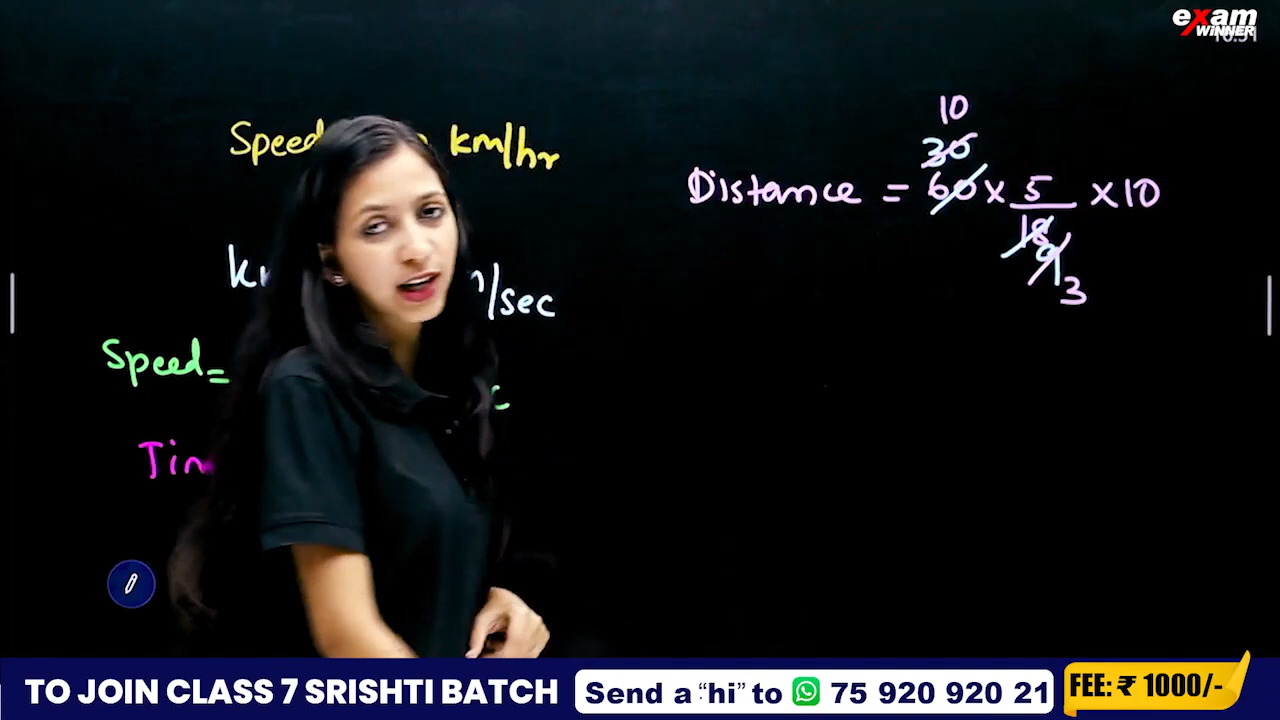 exam
WINNER
Speed km/hr
/sec
Speed=
10
30
Distance = 60 x 5 x 10
18
9
3
TO JOIN CLASS 7 SRISHTI BATCH Send a “hi” to 75 920 920 21 FEE: ₹ 1000/-